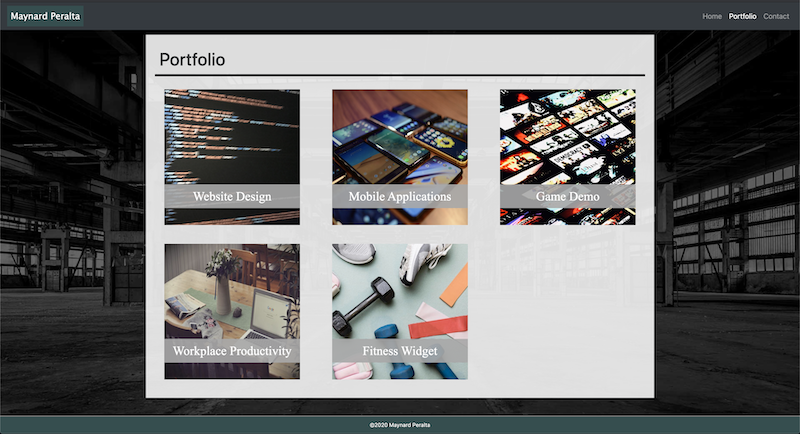 Maynard Peralta
Home Portfolio Contact
Portfolio
Website Design
Mobile Applications
Game Demo
Workplace Productivity
Fitness Widget
©2020 Maynard Peralta